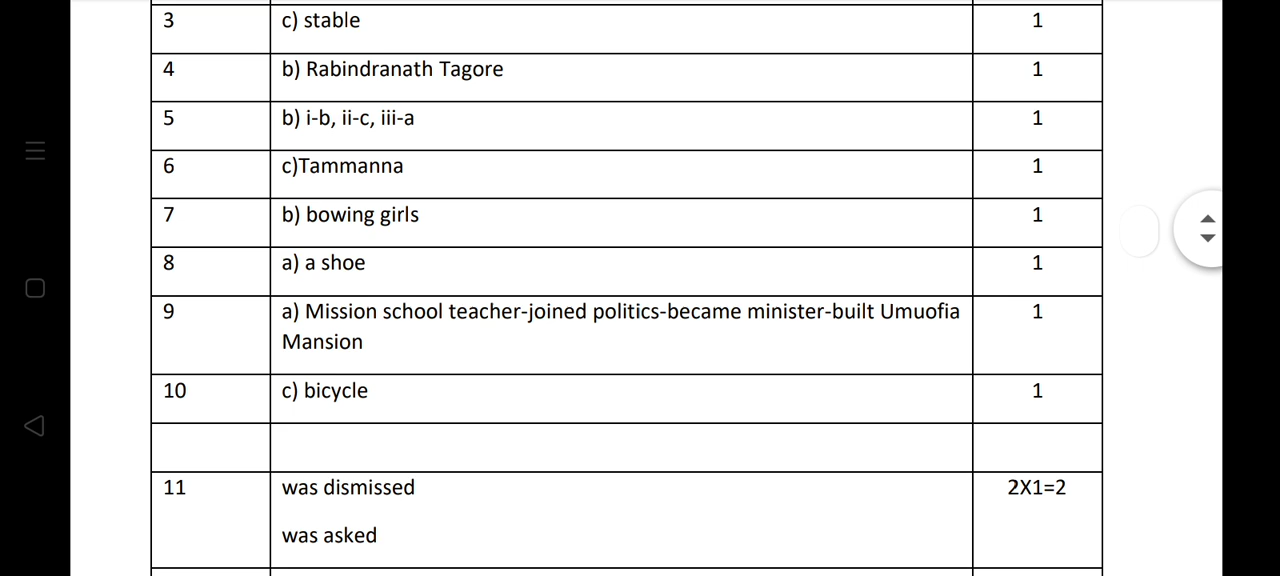 3 c) stable 1
4 b) Rabindranath Tagore 1
5 b) i-b, ii-c, iii-a 1
6 c)Tammanna 1
7 b) bowing girls 1
8 a) a shoe 1
9 a) Mission school teacher-joined politics-became minister-built Umuofia 1
Mansion
10 c) bicycle 1
11 was dismissed 2X1=2
was asked